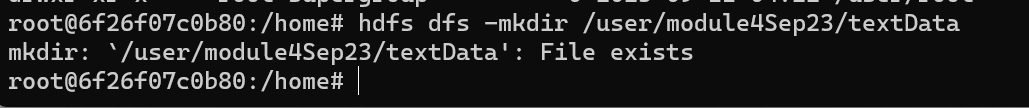 root@6f26f07c0b80:/home# hdfs dfs -mkdir /user/module4Sep23/textData
mkdir: `/user/module4Sep23/textData': File exists
root@6f26f07c0b80:/home#